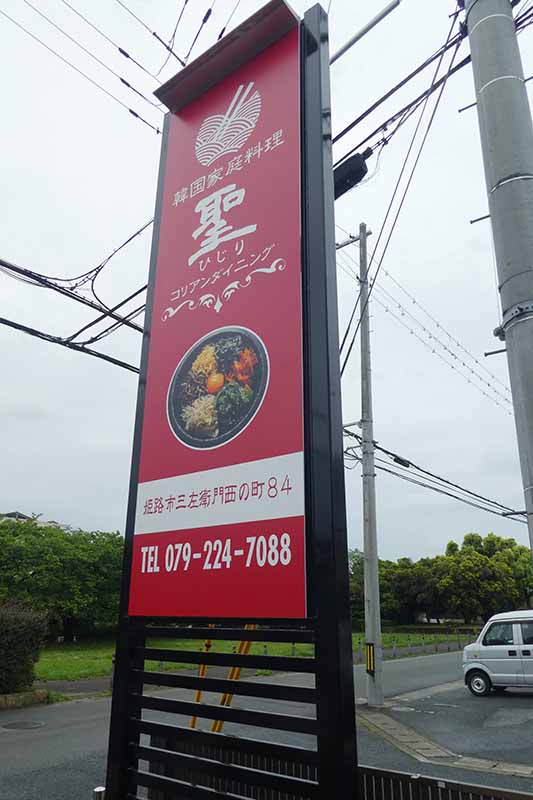 韓国家庭料理
聖
ひじり
コリアンダイニング
姫路市三左衛門西の町84
TEL 079-224-7088